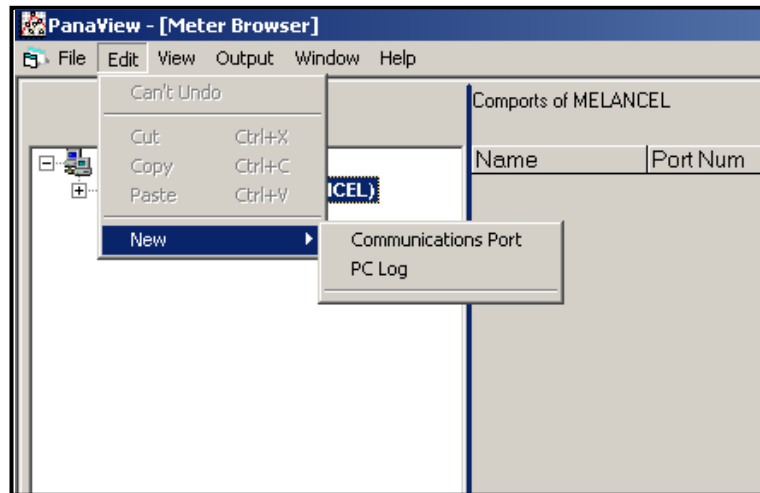 PanaView - [Meter Browser]
File Edit View Output Window Help
Can't Undo
Cut Ctrl+X
Copy Ctrl+C
Paste Ctrl+V
New
Communications Port
PC Log
ICEL)
Comports of MELANCEL
Name Port Num